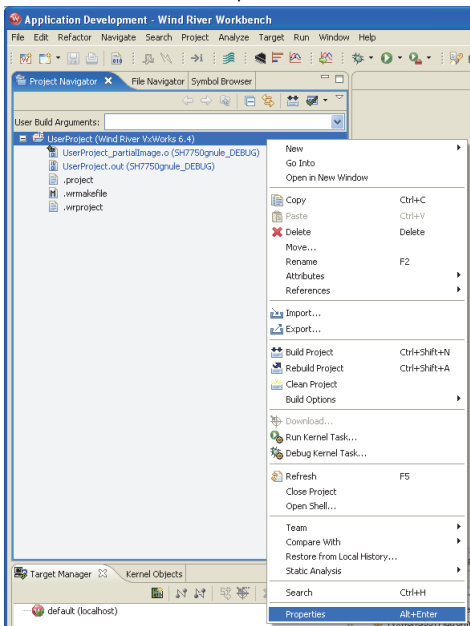 Application Development - Wind River Workbench
File Edit Refactor Navigate Search Project Analyze Target Run Window Help
Project Navigator File Navigator Symbol Browser
User Build Arguments:
UserProject (Wind River VxWorks 6.4)
UserProject_partialImage.o (SH7750gnule_DEBUG)
UserProject.out (SH7750gnule_DEBUG)
.project
.wrmakefile
.wrproject
New
Go Into
Open in New Window
Copy Ctrl+C
Paste Ctrl+V
Delete Delete
Move...
Rename F2
Attributes
References
Import...
Export...
Build Project Ctrl+Shift+N
Rebuild Project Ctrl+Shift+A
Clean Project
Build Options
Download...
Run Kernel Task...
Debug Kernel Task...
Refresh F5
Close Project
Open Shell...
Team
Compare With
Restore from Local History...
Static Analysis
Search Ctrl+H
Properties Alt+Enter
Target Manager Kernel Objects
default (localhost)